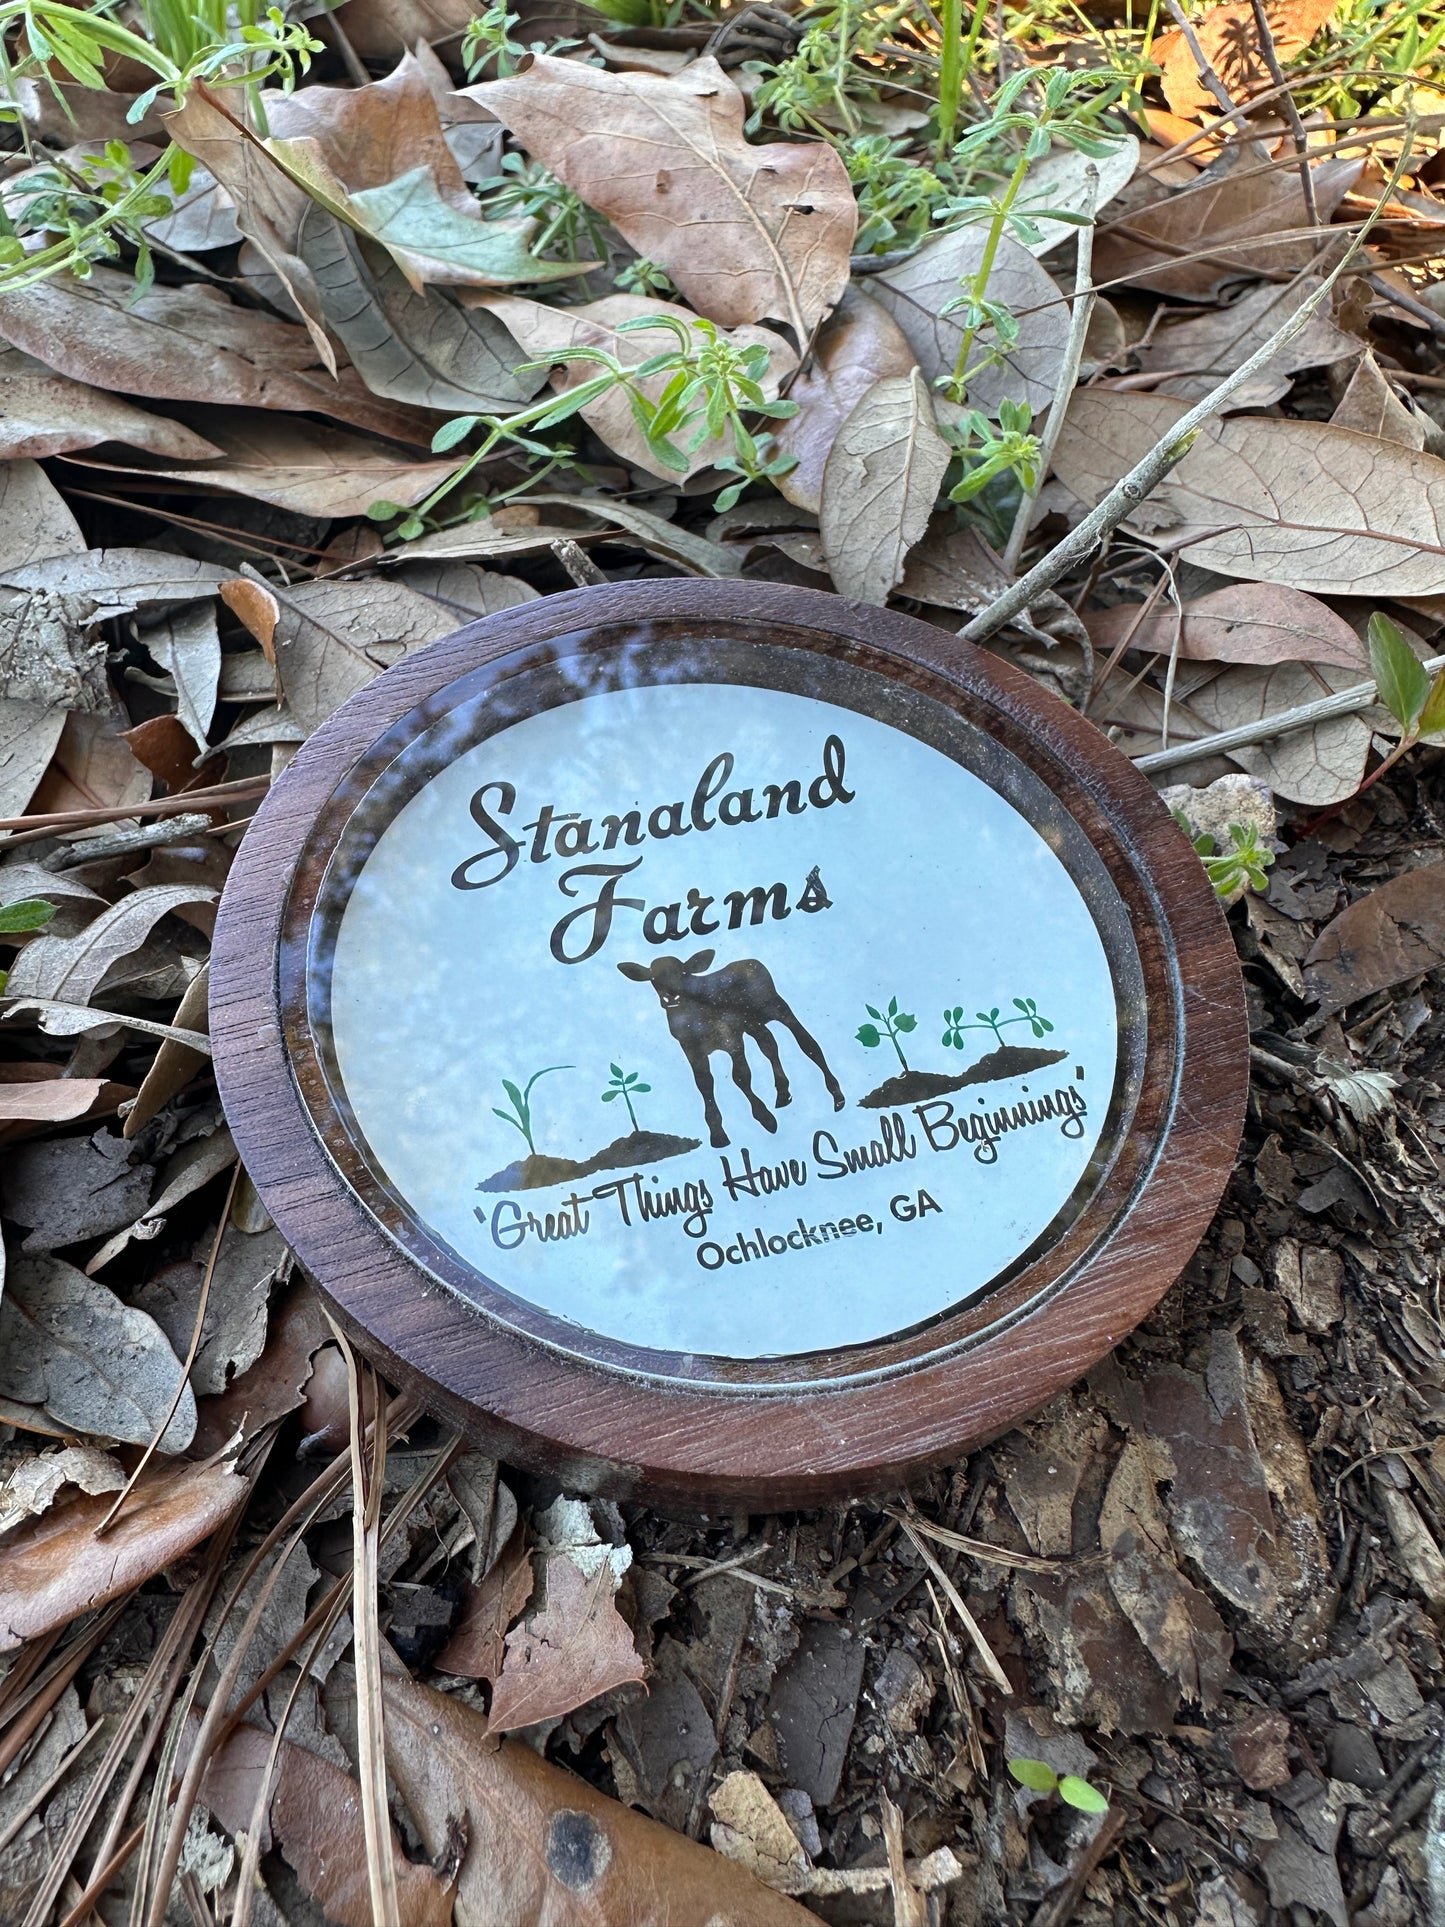 Stanaland
Farms
'Great Things Have Small Beginnings'
Ochlocknee, GA